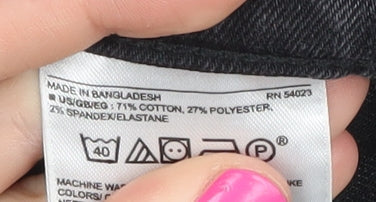 MADE IN BANGLADESH RN 54023
■ US/GB/EG : 71% COTTON, 27% POLYESTER,
2% SPANDEX/ELASTANE
40 P ®
MACHINE
COLORS/